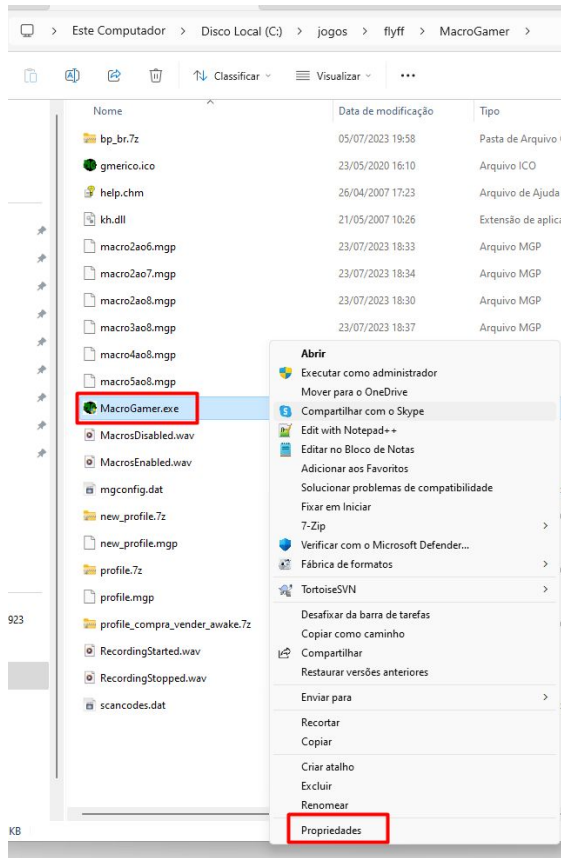 Este Computador > Disco Local (C:) > jogos > flyff > MacroGamer >
Classificar Visualizar ...
Nome Data de modificação Tipo
bp_br.7z 05/07/2023 19:58 Pasta de Arquivo
gmerico.ico 23/05/2020 16:10 Arquivo ICO
help.chm 26/04/2007 17:23 Arquivo de Ajuda
kh.dll 21/05/2007 10:26 Extensão de aplica
macro2ao6.mgp 23/07/2023 18:33 Arquivo MGP
macro2ao7.mgp 23/07/2023 18:34 Arquivo MGP
macro2ao8.mgp 23/07/2023 18:30 Arquivo MGP
macro3ao8.mgp 23/07/2023 18:37 Arquivo MGP
macro4ao8.mgp
macro5ao8.mgp
MacroGamer.exe
MacrosDisabled.wav
MacrosEnabled.wav
mgconfig.dat
new_profile.7z
new_profile.mgp
profile.7z
profile.mgp
923
profile_compra_vender_awake.7z
RecordingStarted.wav
RecordingStopped.wav
scancodes.dat
KB
Abrir
Executar como administrador
Mover para o OneDrive
Compartilhar com o Skype
Edit with Notepad++
Editar no Bloco de Notas
Adicionar aos Favoritos
Solucionar problemas de compatibilidade
Fixar em Iniciar
7-Zip >
Verificar com o Microsoft Defender...
Fábrica de formatos >
TortoiseSVN >
Desafixar da barra de tarefas
Copiar como caminho
Compartilhar
Restaurar versões anteriores
Enviar para >
Recortar
Copiar
Criar atalho
Excluir
Renomear
Propriedades